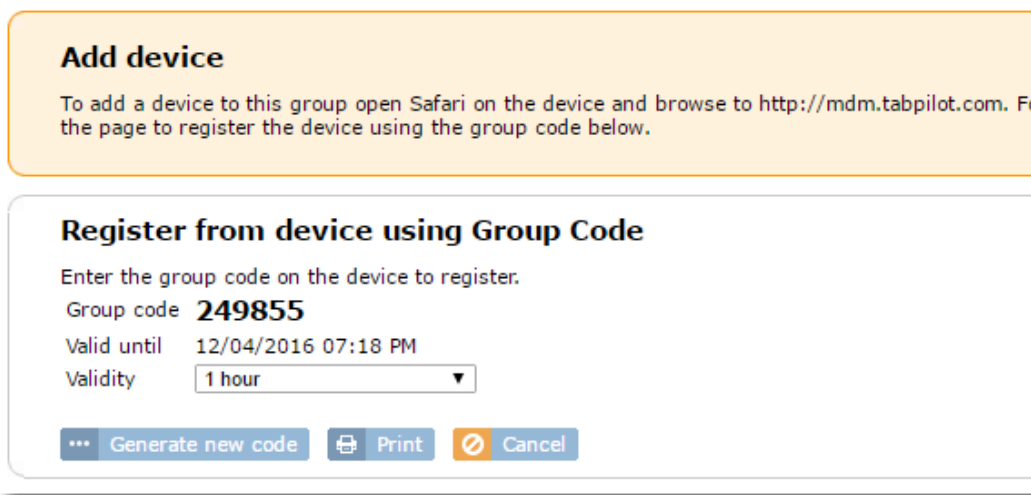 Add device
To add a device to this group open Safari on the device and browse to http://mdm.tabpilot.com.
the page to register the device using the group code below.
Register from device using Group Code
Enter the group code on the device to register.
Group code 249855
Valid until 12/04/2016 07:18 PM
Validity 1 hour
Generate new code Print Cancel